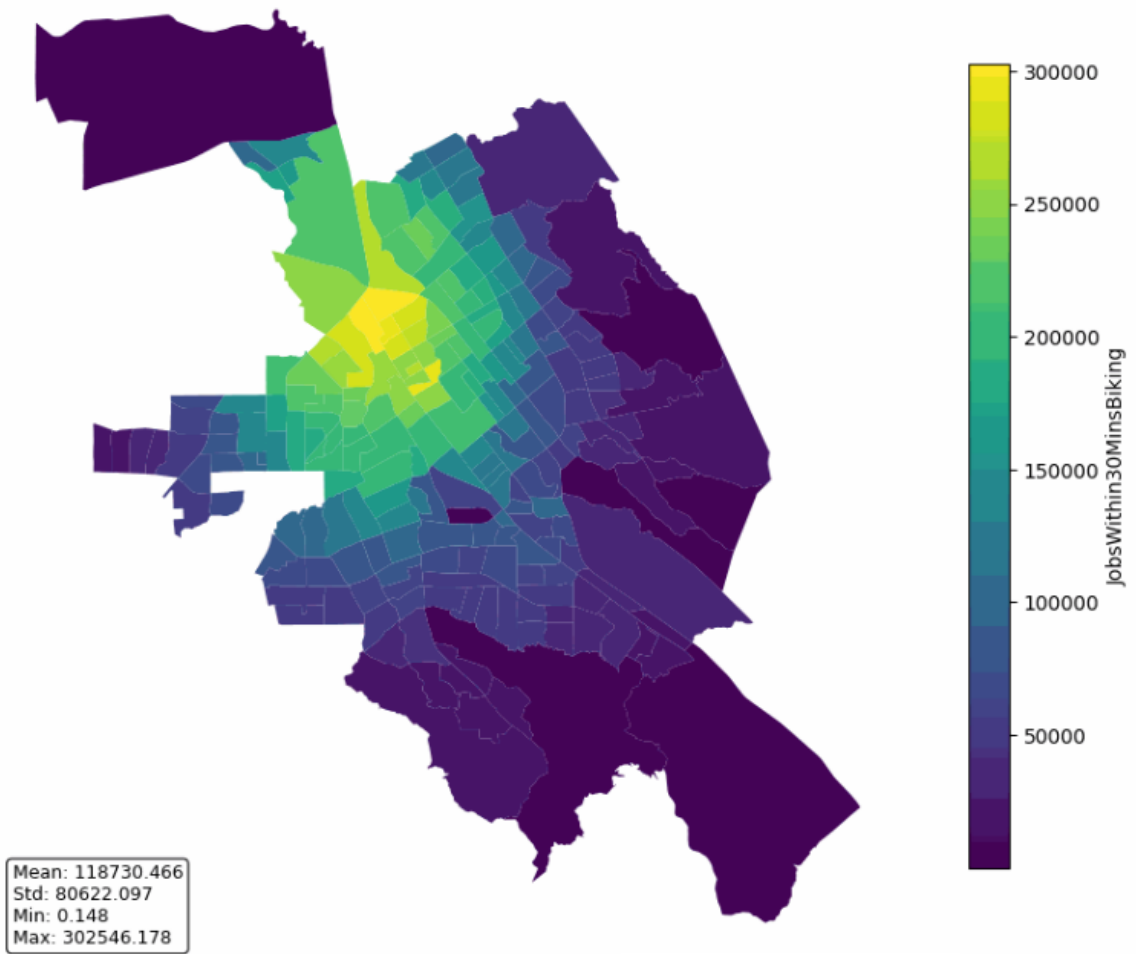 300000
250000
200000
150000
100000
50000
JobsWithin30MinsBiking
Mean: 118730.466
Std: 80622.097
Min: 0.148
Max: 302546.178